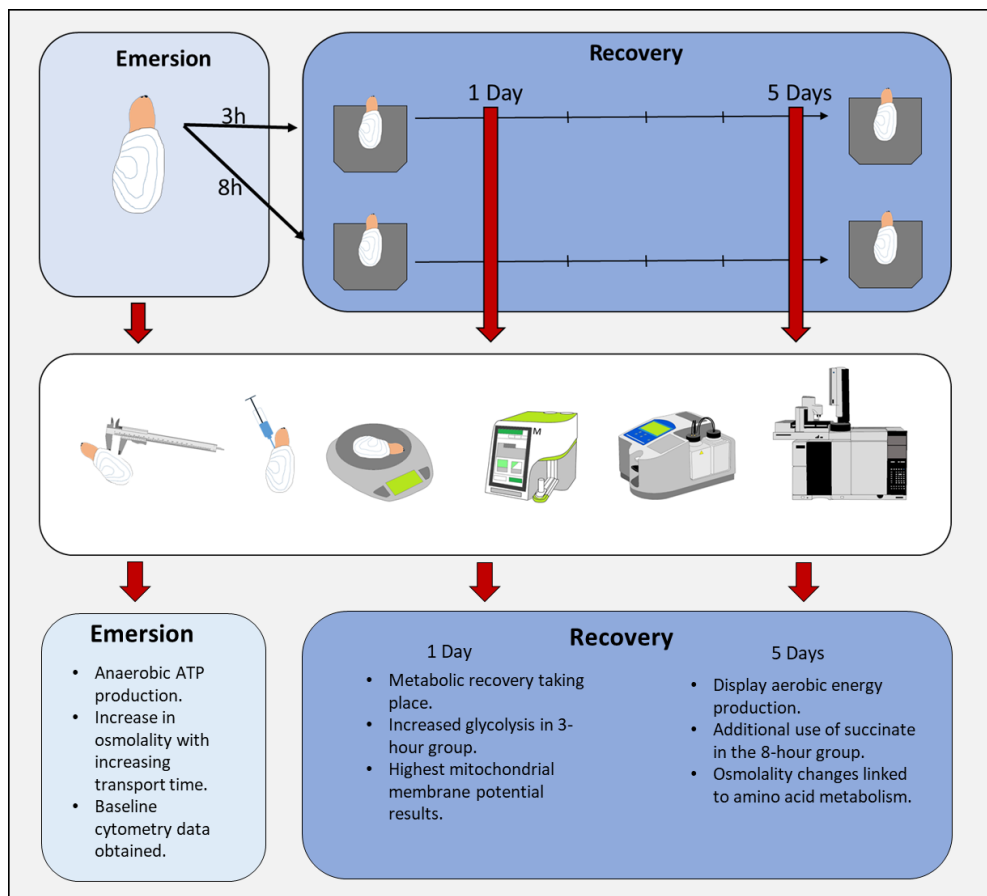 Emersion
Recovery
1 Day
5 Days
3h
8h
M
Emersion
• Anaerobic ATP
production.
• Increase in
osmolality with
increasing
transport time.
• Baseline
cytometry data
obtained.
Recovery
1 Day
• Metabolic recovery taking
place.
• Increased glycolysis in 3-
hour group.
• Highest mitochondrial
membrane potential
results.
5 Days
• Display aerobic energy
production.
• Additional use of succinate
in the 8-hour group.
• Osmolality changes linked
to amino acid metabolism.